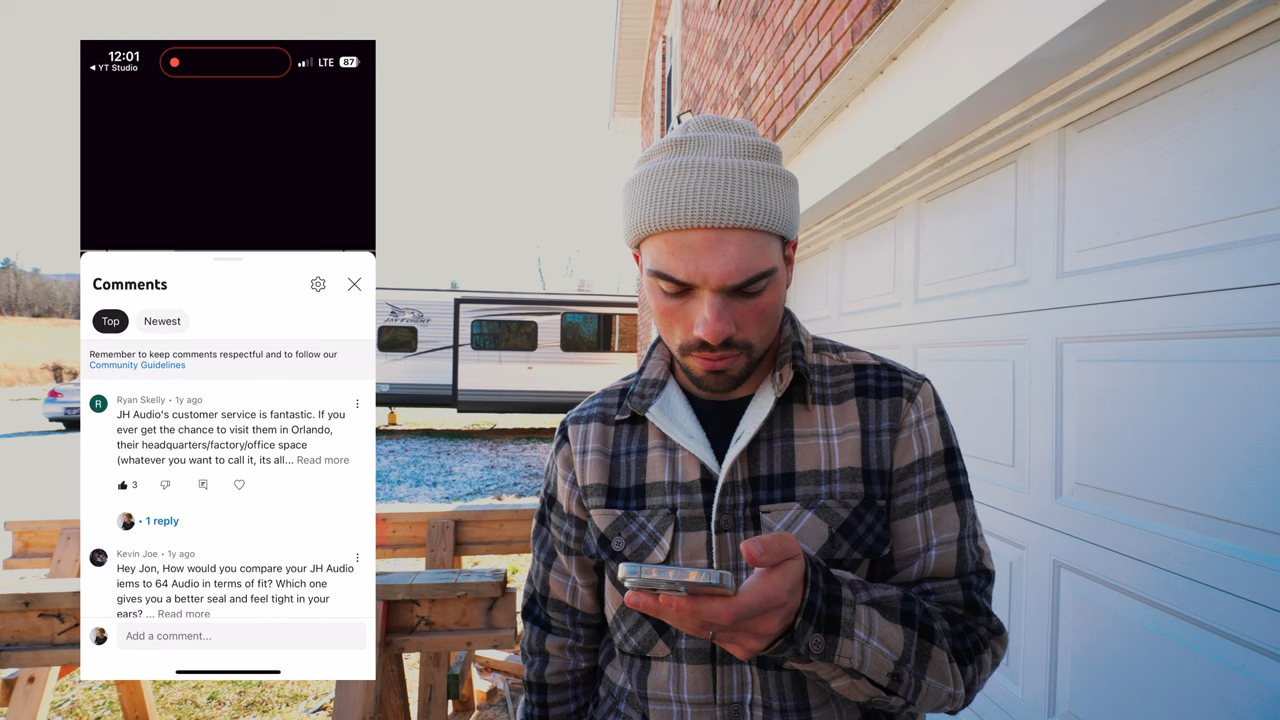 12:01
LTE 87
◀ YT Studio
Comments
Top Newest
Remember to keep comments respectful and to follow our
Community Guidelines
R
Ryan Skelly • 1y ago
JH Audio's customer service is fantastic. If you
ever get the chance to visit them in Orlando,
their headquarters/factory/office space
(whatever you want to call it, its all... Read more
3
• 1 reply
Kevin Joe • 1y ago
Hey Jon, How would you compare your JH Audio
iems to 64 Audio in terms of fit? Which one
gives you a better seal and feel tight in your
ears? ... Read more
Add a comment...
JAY FLIGHT